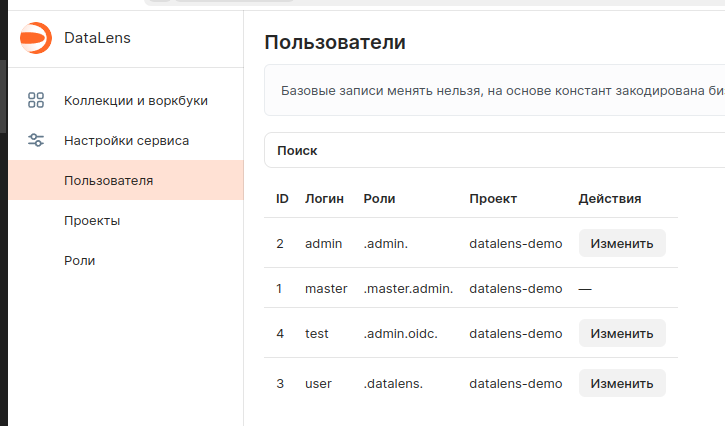 DataLens
Коллекции и воркбуки
Настройки сервиса
Пользователя
Проекты
Роли
Пользователи
Базовые записи менять нельзя, на основе констант закодирована
Поиск
ID Логин Роли Проект Действия
2 admin .admin. datalens-demo Изменить
1 master .master.admin. datalens-demo —
4 test .admin.oidc. datalens-demo Изменить
3 user .datalens. datalens-demo Изменить